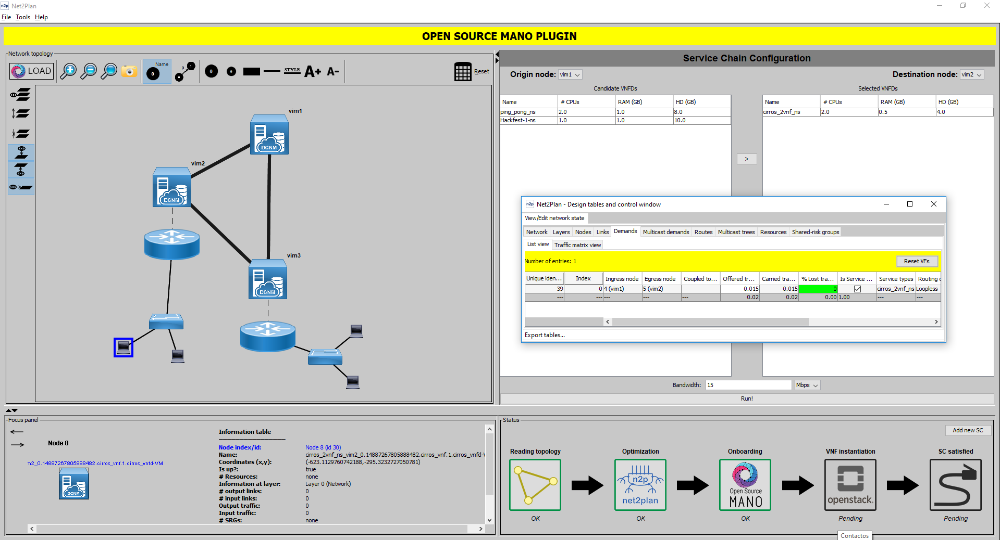 n2p Net2Plan
File Tools Help
OPEN SOURCE MANO PLUGIN
Network topology
LOAD
0 Name
P 1 0
0
0
STYLE
A+
A-
Reset
vim1
DCNM
vim2
DCNM
vim3
DCNM
Service Chain Configuration
Origin node: vim1
Destination node: vim2
Candidate VNFDs
Name # CPUs RAM (GB) HD (GB)
ping_pong_ns 2.0 1.0 8.0
Hackfest-1-ns 1.0 1.0 10.0
>
Selected VNFDs
Name # CPUs RAM (GB) HD (GB)
cirros_2vnf_ns 2.0 0.5 4.0
n2p Net2Plan - Design tables and control window
View/Edit network state
Network Layers Nodes Links Demands Multicast demands Routes Multicast trees Resources Shared-risk groups
List view Traffic matrix view
Number of entries: 1
Reset VFs
Unique iden... Index Ingress node Egress node Coupled to... Offered tr... Carried tra... % Lost tra... Is Service ... Service types Routing c
39 0 4 (vim1) 5 (vim2) 0.015 0.015 0 cirros_2vnf_ns Loopless
--- --- --- --- --- 0.02 0.02 0.00 1.00 --- ---
Export tables...
Bandwidth: 15 Mbps
Run!
Focus panel
Node 8
n2_0.14887267805888482.cirros_vnf.1.cirros_vnfd-VM
DCNM
Information table
Node index/id: Node 8 (id 30)
Name: cirros_2vnf_ns_vim2_0.14887267805888482.cirros_vnf.1.cirros_vnfd-V
Coordinates (x,y): (-623.1129760742188,-295.3232727050781)
Is up?: true
# Resources: none
Information at layer: Layer 0 (Network)
# output links: 0
# input links: 0
Output traffic: 0
Input traffic: 0
# SRGs: none
Status
Add new SC
Reading topology
OK
Optimization
n2p
net2plan
OK
Onboarding
Open Source
MANO
OK
VNF instantiation
openstack.
Pending
SC satisfied
Pending
Contactos